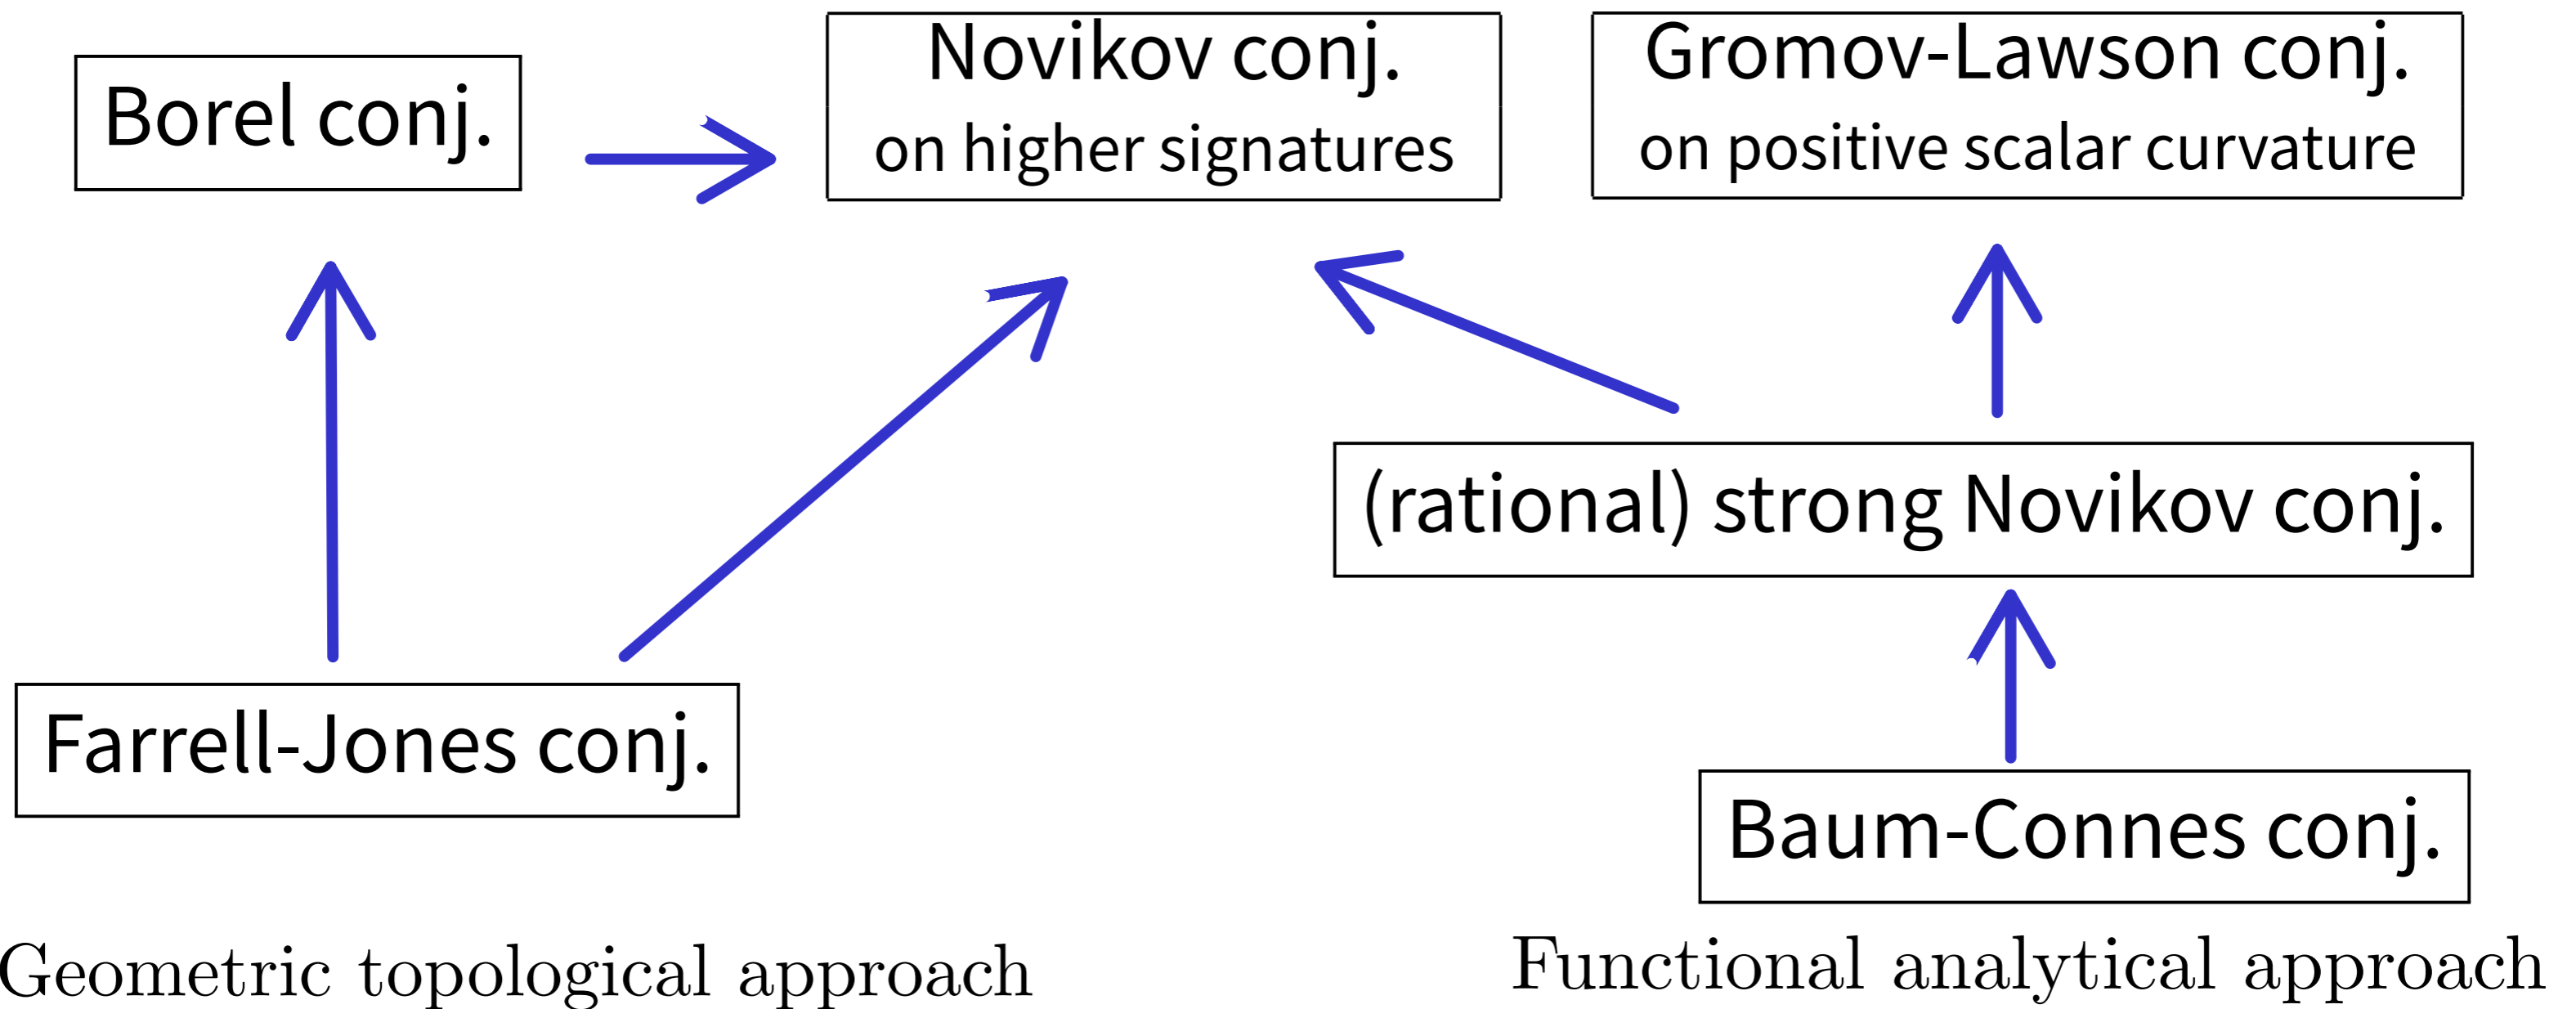 Borel conj.
Novikov conj.
on higher signatures
Gromov-Lawson conj.
on positive scalar curvature
(rational) strong Novikov conj.
Farrell-Jones conj.
Baum-Connes conj.
Geometric topological approach
Functional analytical approach